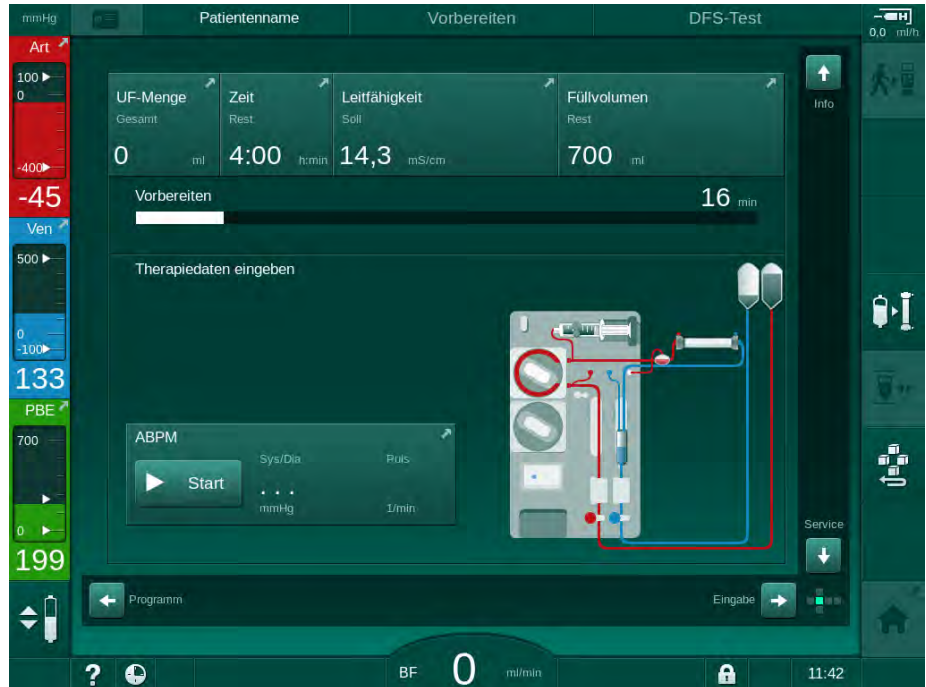 mmHg
Patientenname
Vorbereiten
DFS-Test
0,0 ml/h
Art
100
0
-400
-45
Ven
500
0
-100
133
PBE
700
0
199
UF-Menge
Gesamt
0 ml
Zeit
Rest
4:00 h:min
Leitfähigkeit
Soll
14,3 mS/cm
Füllvolumen
Rest
700 ml
Info
Vorbereiten
16 min
Therapiedaten eingeben
ABPM
Start
Sys/Dia
Puls
. . .
mmHg
1/min
Service
Programm
Eingabe
?
BF 0 ml/min
11:42